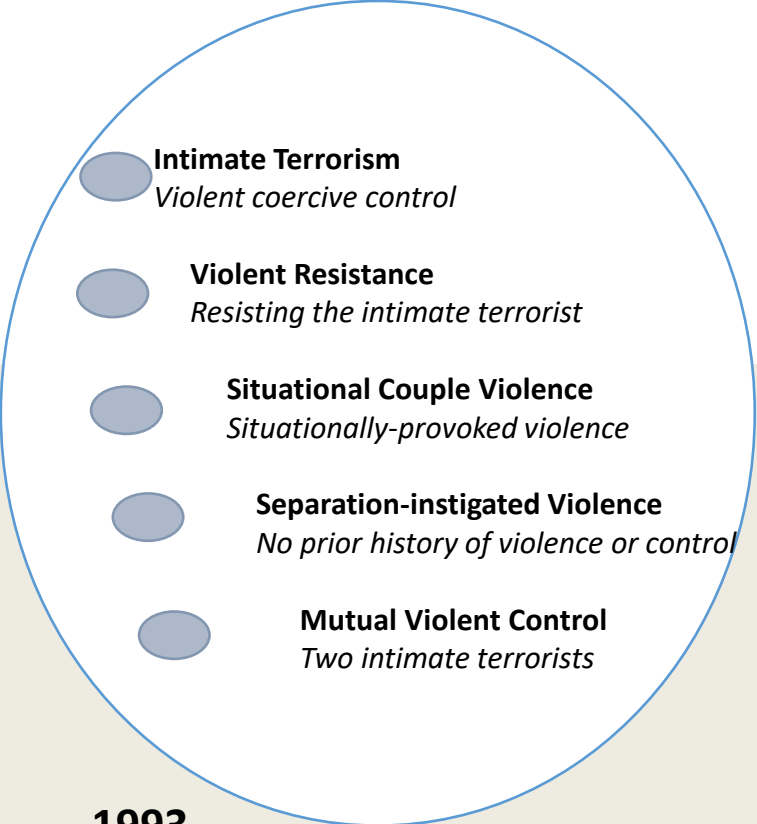 Intimate Terrorism
Violent coercive control
Violent Resistance
Resisting the intimate terrorist
Situational Couple Violence
Situationally-provoked violence
Separation-instigated Violence
No prior history of violence or control
Mutual Violent Control
Two intimate terrorists
1993